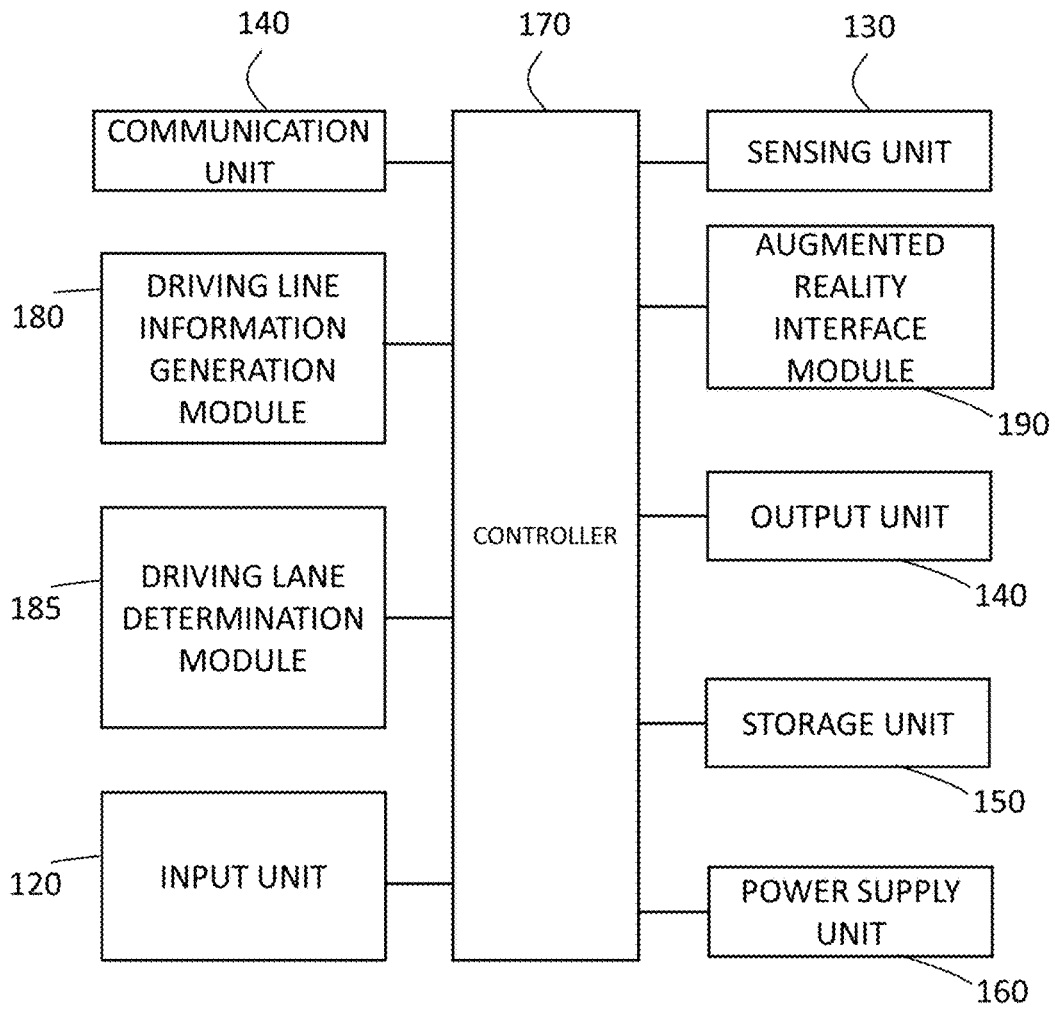 140
170
130
COMMUNICATION
UNIT
SENSING UNIT
180
DRIVING LINE
INFORMATION
GENERATION
MODULE
AUGMENTED
REALITY
INTERFACE
MODULE
190
CONTROLLER
OUTPUT UNIT
140
185
DRIVING LANE
DETERMINATION
MODULE
STORAGE UNIT
150
120
INPUT UNIT
POWER SUPPLY
UNIT
160